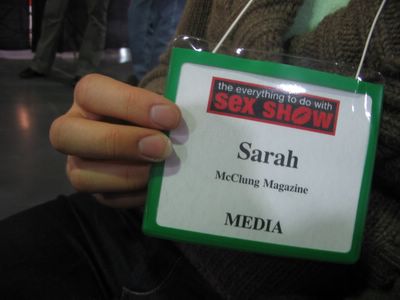 the everything to do with
sex SHOW
Sarah
McClung Magazine
MEDIA